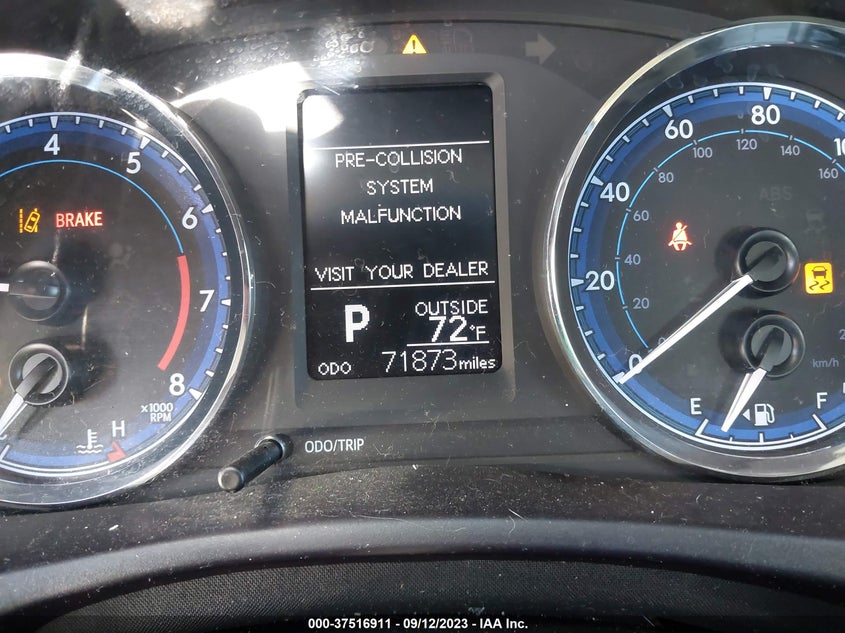 PRE-COLLISION
SYSTEM
MALFUNCTION
VISIT YOUR DEALER
P
OUTSIDE
72°F
ODO 71873 miles
BRAKE
4
5
6
7
8
x1000
RPM
H
ODO/TRIP
0
20
40
60
80
20
40
60
80
100
120
140
160
ABS
km/h
E
F
000-37516911 - 09/12/2023 - IAA Inc.